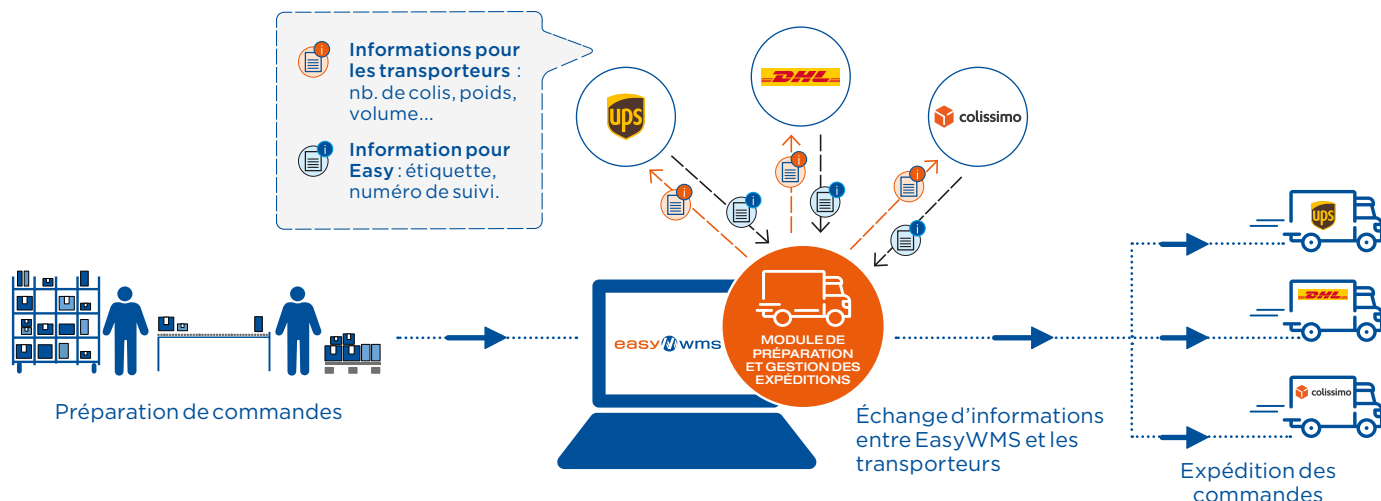 Informations pour
les transporteurs :
nb. de colis, poids,
volume...
Information pour
Easy : étiquette,
numéro de suivi.
i
i
ups
DHL
colissimo
i
i
i
i
i
i
easy wms
MODULE DE
PRÉPARATION
ET GESTION DES
EXPÉDITIONS
Préparation de commandes
Échange d'informations
entre EasyWMS et les
transporteurs
ups
DHL
colissimo
Expédition des
commandes